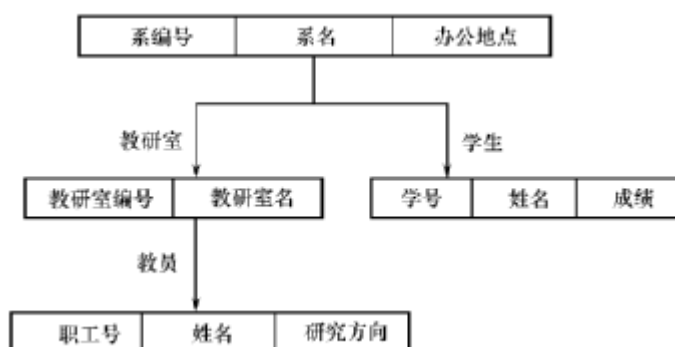 系编号 系名 办公地点
教研室 学生
教研室编号 教研室名 学号 姓名 成绩
教员
职工号 姓名 研究方向